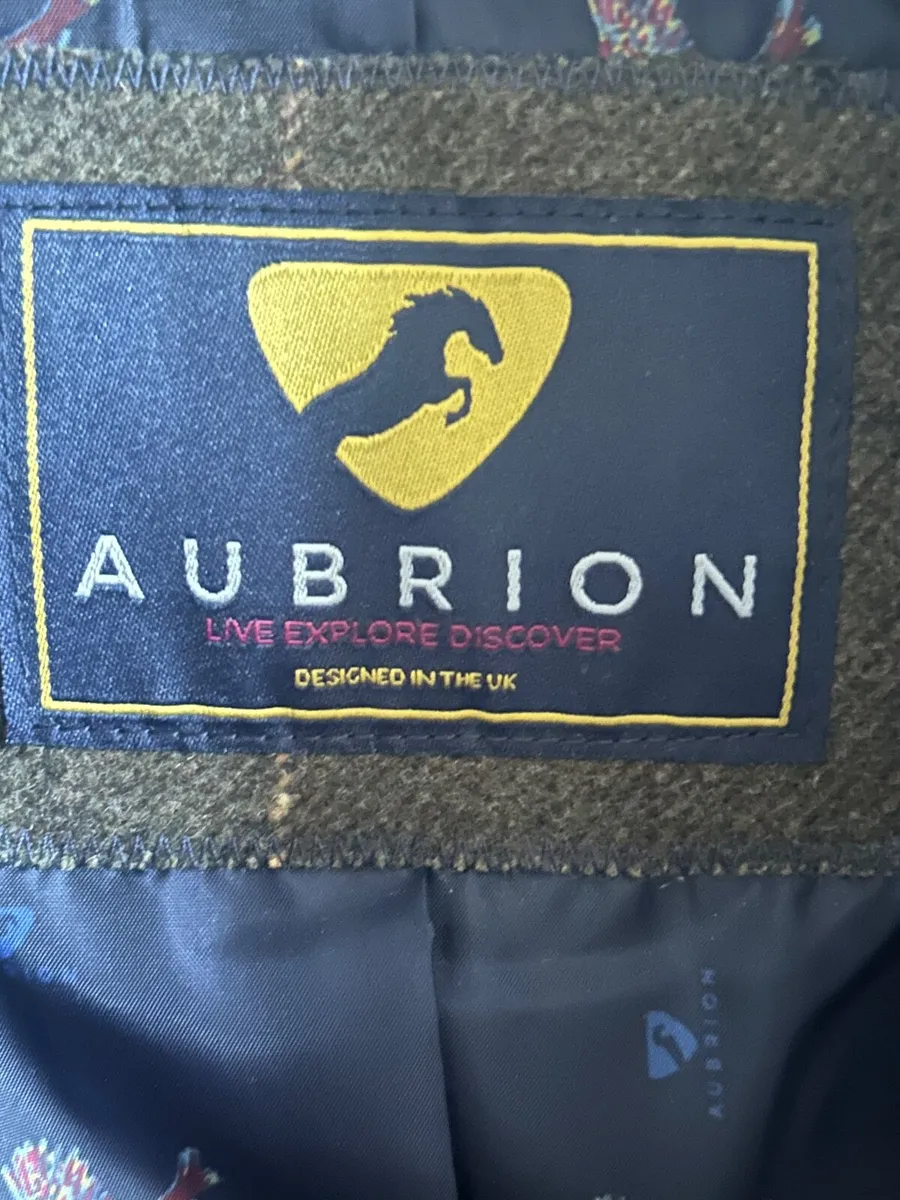 AUBRION
LIVE EXPLORE DISCOVER
DESIGNED IN THE UK
AUBRION